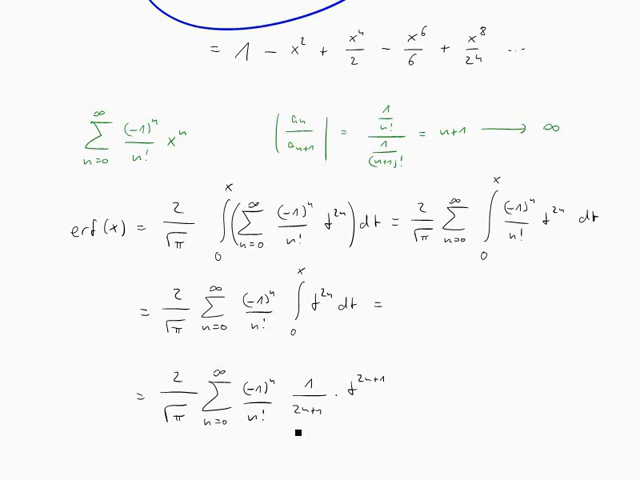 = 1 - x² + x⁴/2 - x⁶/6 + x⁸/24 ...
∑_{n=0}^{∞} (-1)ⁿ/n! xⁿ |aₙ/aₙ₊₁| = (1/n!)/(1/(n+1)!) = n+1 → ∞
erf(x) = 2/√π ∫₀ˣ (∑_{n=0}^{∞} (-1)ⁿ/n! t²ⁿ) dt = 2/√π ∑_{n=0}^{∞} ∫₀ˣ (-1)ⁿ/n! t²ⁿ dt
= 2/√π ∑_{n=0}^{∞} (-1)ⁿ/n! ∫₀ˣ t²ⁿ dt =
= 2/√π ∑_{n=0}^{∞} (-1)ⁿ/n! 1/(2n+1) · t²ⁿ⁺¹